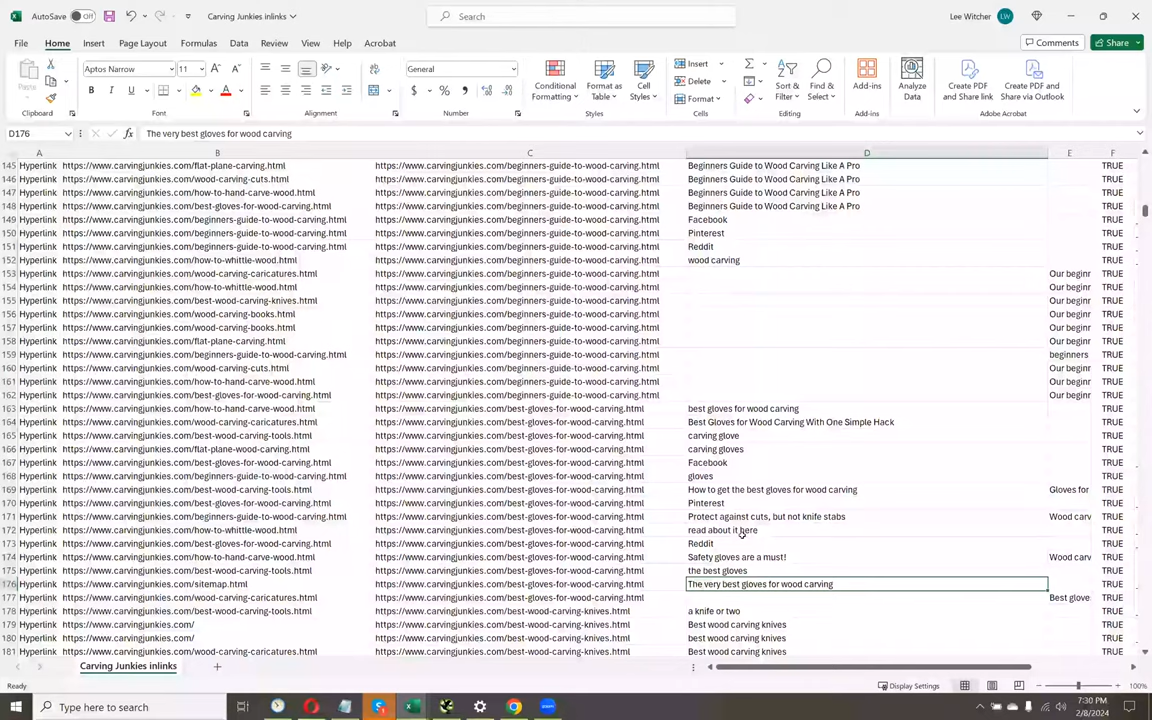 AutoSave Off Carving Junkies inlinks Search Lee Witcher LW
File Home Insert Page Layout Formulas Data Review View Help Acrobat Comments Share
Paste Aptos Narrow 11 General Conditional Formatting Format as Table Cell Styles Insert Delete Format Sort & Filter Find & Select Add-ins Analyze Data Create PDF and Share link Create PDF and Share via Outlook
Clipboard Font Alignment Number Styles Cells Editing Add-ins Adobe Acrobat
D176 fx The very best gloves for wood carving
A B C D E F
145 Hyperlink https://www.carvingjunkies.com/flat-plane-carving.html https://www.carvingjunkies.com/beginners-guide-to-wood-carving.html Beginners Guide to Wood Carving Like A Pro TRUE
146 Hyperlink https://www.carvingjunkies.com/wood-carving-cuts.html https://www.carvingjunkies.com/beginners-guide-to-wood-carving.html Beginners Guide to Wood Carving Like A Pro TRUE
147 Hyperlink https://www.carvingjunkies.com/how-to-hand-carve-wood.html https://www.carvingjunkies.com/beginners-guide-to-wood-carving.html Beginners Guide to Wood Carving Like A Pro TRUE
148 Hyperlink https://www.carvingjunkies.com/best-gloves-for-wood-carving.html https://www.carvingjunkies.com/beginners-guide-to-wood-carving.html Beginners Guide to Wood Carving Like A Pro TRUE
149 Hyperlink https://www.carvingjunkies.com/beginners-guide-to-wood-carving.html https://www.carvingjunkies.com/beginners-guide-to-wood-carving.html Facebook TRUE
150 Hyperlink https://www.carvingjunkies.com/beginners-guide-to-wood-carving.html https://www.carvingjunkies.com/beginners-guide-to-wood-carving.html Pinterest TRUE
151 Hyperlink https://www.carvingjunkies.com/beginners-guide-to-wood-carving.html https://www.carvingjunkies.com/beginners-guide-to-wood-carving.html Reddit TRUE
152 Hyperlink https://www.carvingjunkies.com/how-to-whittle-wood.html https://www.carvingjunkies.com/beginners-guide-to-wood-carving.html wood carving TRUE
153 Hyperlink https://www.carvingjunkies.com/wood-carving-caricatures.html https://www.carvingjunkies.com/beginners-guide-to-wood-carving.html Our beginr TRUE
154 Hyperlink https://www.carvingjunkies.com/how-to-whittle-wood.html https://www.carvingjunkies.com/beginners-guide-to-wood-carving.html Our beginr TRUE
155 Hyperlink https://www.carvingjunkies.com/best-wood-carving-knives.html https://www.carvingjunkies.com/beginners-guide-to-wood-carving.html Our beginr TRUE
156 Hyperlink https://www.carvingjunkies.com/wood-carving-books.html https://www.carvingjunkies.com/beginners-guide-to-wood-carving.html Our beginr TRUE
157 Hyperlink https://www.carvingjunkies.com/wood-carving-books.html https://www.carvingjunkies.com/beginners-guide-to-wood-carving.html Our beginr TRUE
158 Hyperlink https://www.carvingjunkies.com/flat-plane-carving.html https://www.carvingjunkies.com/beginners-guide-to-wood-carving.html Our beginr TRUE
159 Hyperlink https://www.carvingjunkies.com/beginners-guide-to-wood-carving.html https://www.carvingjunkies.com/beginners-guide-to-wood-carving.html beginners TRUE
160 Hyperlink https://www.carvingjunkies.com/wood-carving-cuts.html https://www.carvingjunkies.com/beginners-guide-to-wood-carving.html Our beginr TRUE
161 Hyperlink https://www.carvingjunkies.com/how-to-hand-carve-wood.html https://www.carvingjunkies.com/beginners-guide-to-wood-carving.html Our beginr TRUE
162 Hyperlink https://www.carvingjunkies.com/best-gloves-for-wood-carving.html https://www.carvingjunkies.com/beginners-guide-to-wood-carving.html Our beginr TRUE
163 Hyperlink https://www.carvingjunkies.com/how-to-hand-carve-wood.html https://www.carvingjunkies.com/best-gloves-for-wood-carving.html best gloves for wood carving TRUE
164 Hyperlink https://www.carvingjunkies.com/wood-carving-caricatures.html https://www.carvingjunkies.com/best-gloves-for-wood-carving.html Best Gloves for Wood Carving With One Simple Hack TRUE
165 Hyperlink https://www.carvingjunkies.com/best-wood-carving-tools.html https://www.carvingjunkies.com/best-gloves-for-wood-carving.html carving glove TRUE
166 Hyperlink https://www.carvingjunkies.com/flat-plane-wood-carving.html https://www.carvingjunkies.com/best-gloves-for-wood-carving.html carving gloves TRUE
167 Hyperlink https://www.carvingjunkies.com/best-gloves-for-wood-carving.html https://www.carvingjunkies.com/best-gloves-for-wood-carving.html Facebook TRUE
168 Hyperlink https://www.carvingjunkies.com/beginners-guide-to-wood-carving.html https://www.carvingjunkies.com/best-gloves-for-wood-carving.html gloves TRUE
169 Hyperlink https://www.carvingjunkies.com/best-wood-carving-tools.html https://www.carvingjunkies.com/best-gloves-for-wood-carving.html How to get the best gloves for wood carving Gloves for TRUE
170 Hyperlink https://www.carvingjunkies.com/best-gloves-for-wood-carving.html https://www.carvingjunkies.com/best-gloves-for-wood-carving.html Pinterest TRUE
171 Hyperlink https://www.carvingjunkies.com/beginners-guide-to-wood-carving.html https://www.carvingjunkies.com/best-gloves-for-wood-carving.html Protect against cuts, but not knife stabs Wood carv TRUE
172 Hyperlink https://www.carvingjunkies.com/how-to-whittle-wood.html https://www.carvingjunkies.com/best-gloves-for-wood-carving.html read about it here TRUE
173 Hyperlink https://www.carvingjunkies.com/best-gloves-for-wood-carving.html https://www.carvingjunkies.com/best-gloves-for-wood-carving.html Reddit TRUE
174 Hyperlink https://www.carvingjunkies.com/how-to-hand-carve-wood.html https://www.carvingjunkies.com/best-gloves-for-wood-carving.html Safety gloves are a must! Wood carv TRUE
175 Hyperlink https://www.carvingjunkies.com/best-wood-carving-tools.html https://www.carvingjunkies.com/best-gloves-for-wood-carving.html the best gloves TRUE
176 Hyperlink https://www.carvingjunkies.com/sitemap.html https://www.carvingjunkies.com/best-gloves-for-wood-carving.html The very best gloves for wood carving TRUE
177 Hyperlink https://www.carvingjunkies.com/wood-carving-caricatures.html https://www.carvingjunkies.com/best-gloves-for-wood-carving.html Best glove TRUE
178 Hyperlink https://www.carvingjunkies.com/best-wood-carving-tools.html https://www.carvingjunkies.com/best-wood-carving-knives.html a knife or two TRUE
179 Hyperlink https://www.carvingjunkies.com/ https://www.carvingjunkies.com/best-wood-carving-knives.html Best wood carving knives TRUE
180 Hyperlink https://www.carvingjunkies.com/ https://www.carvingjunkies.com/best-wood-carving-knives.html best wood carving knives TRUE
181 Hyperlink https://www.carvingjunkies.com/best-wood-carving-tools.html https://www.carvingjunkies.com/best-wood-carving-knives.html Best wood carving knives TRUE
Carving Junkies inlinks
Ready Display Settings 100%
Type here to search 7:30 PM
2/8/2024